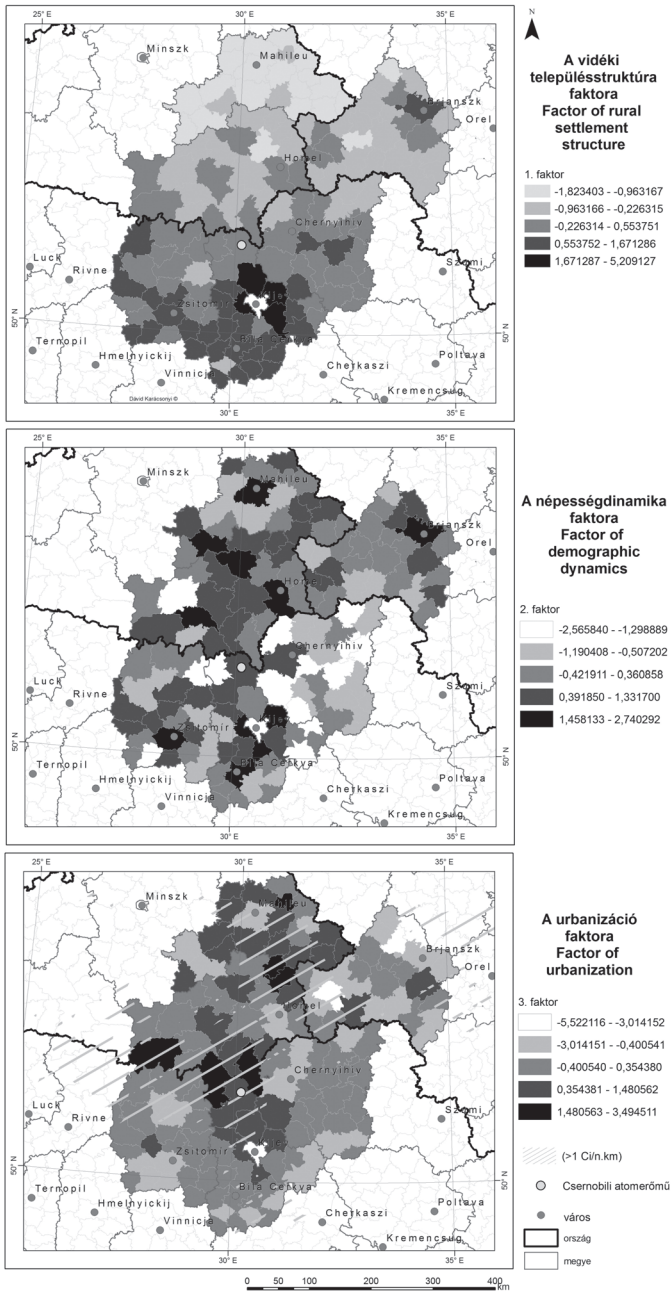 25° E
30° E
35° E
N
Minszk
Mahileu
A vidéki
településstruktúra
faktora
Factor of rural
settlement
structure
Brjanszk
Orel
Homel
1. faktor
-1,823403 - -0,963167
-0,963166 - -0,226315
-0,226314 - 0,553751
0,553752 - 1,671286
1,671287 - 5,209127
Chernyihiv
Luck
Rivne
Szumi
Zsitomir
Kijev
50° N
50° N
Bila Cerkva
Ternopil
Hmelnyickij
Vinnicja
Cherkaszi
Poltava
Kremencsug
Dávid Karácsonyi ©
30° E
35° E
25° E
30° E
35° E
Minszk
Mahileu
A népességdinamika
faktora
Factor of
demographic
dynamics
Brjanszk
Orel
Homel
2. faktor
-2,565840 - -1,298889
-1,190408 - -0,507202
-0,421911 - 0,360858
0,391850 - 1,331700
1,458133 - 2,740292
Chernyihiv
Luck
Rivne
Szumi
Zsitomir
Kijev
50° N
50° N
Bila Cerkva
Ternopil
Hmelnyickij
Vinnicja
Cherkaszi
Poltava
Kremencsug
30° E
35° E
25° E
30° E
35° E
Minszk
Mahileu
A urbanizáció
faktora
Factor of
urbanization
Brjanszk
Orel
Homel
3. faktor
-5,522116 - -3,014152
-3,014151 - -0,400541
-0,400540 - 0,354380
0,354381 - 1,480562
1,480563 - 3,494511
Chernyihiv
Luck
Rivne
Szumi
Zsitomir
Kijev
50° N
50° N
Bila Cerkva
(>1 Ci/n.km)
Csernobili atomerőmű
város
ország
megye
Ternopil
Hmelnyickij
Vinnicja
Cherkaszi
Poltava
Kremencsug
30° E
35° E
0 50 100 200 300 400
km